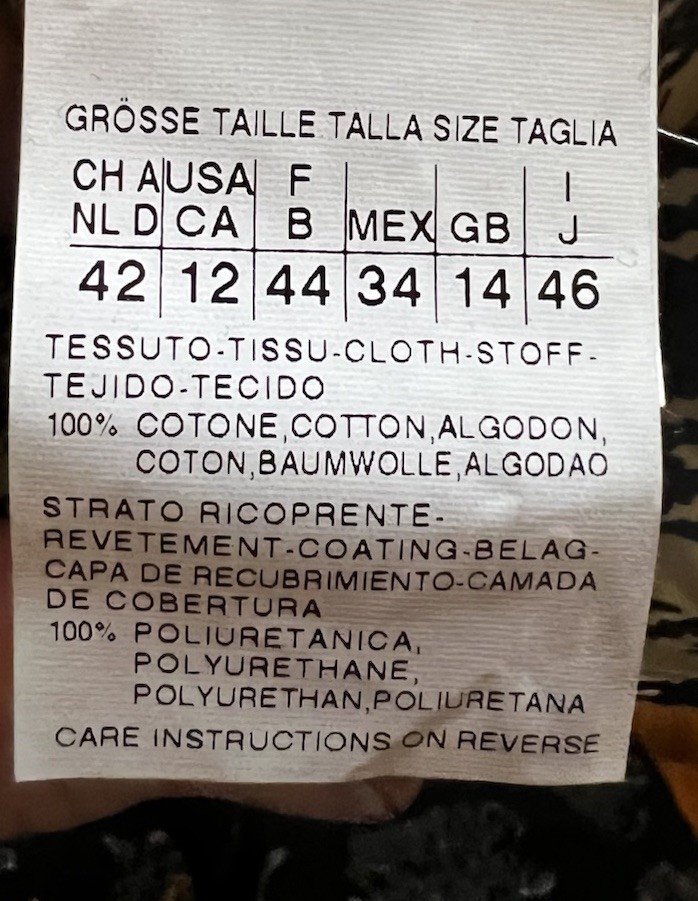 GRÖSSE TAILLE TALLA SIZE TAGLIA
CH A USA F I
NL D CA B MEX GB J
42 12 44 34 14 46
TESSUTO-TISSU-CLOTH-STOFF-
TEJIDO-TECIDO
100% COTONE,COTTON,ALGODON,
COTON,BAUMWOLLE,ALGODAO
STRATO RICOPRENTE-
REVETEMENT-COATING-BELAG-
CAPA DE RECUBRIMIENTO-CAMADA
DE COBERTURA
100% POLIURETANICA,
POLYURETHANE,
POLYURETHAN,POLIURETANA
CARE INSTRUCTIONS ON REVERSE